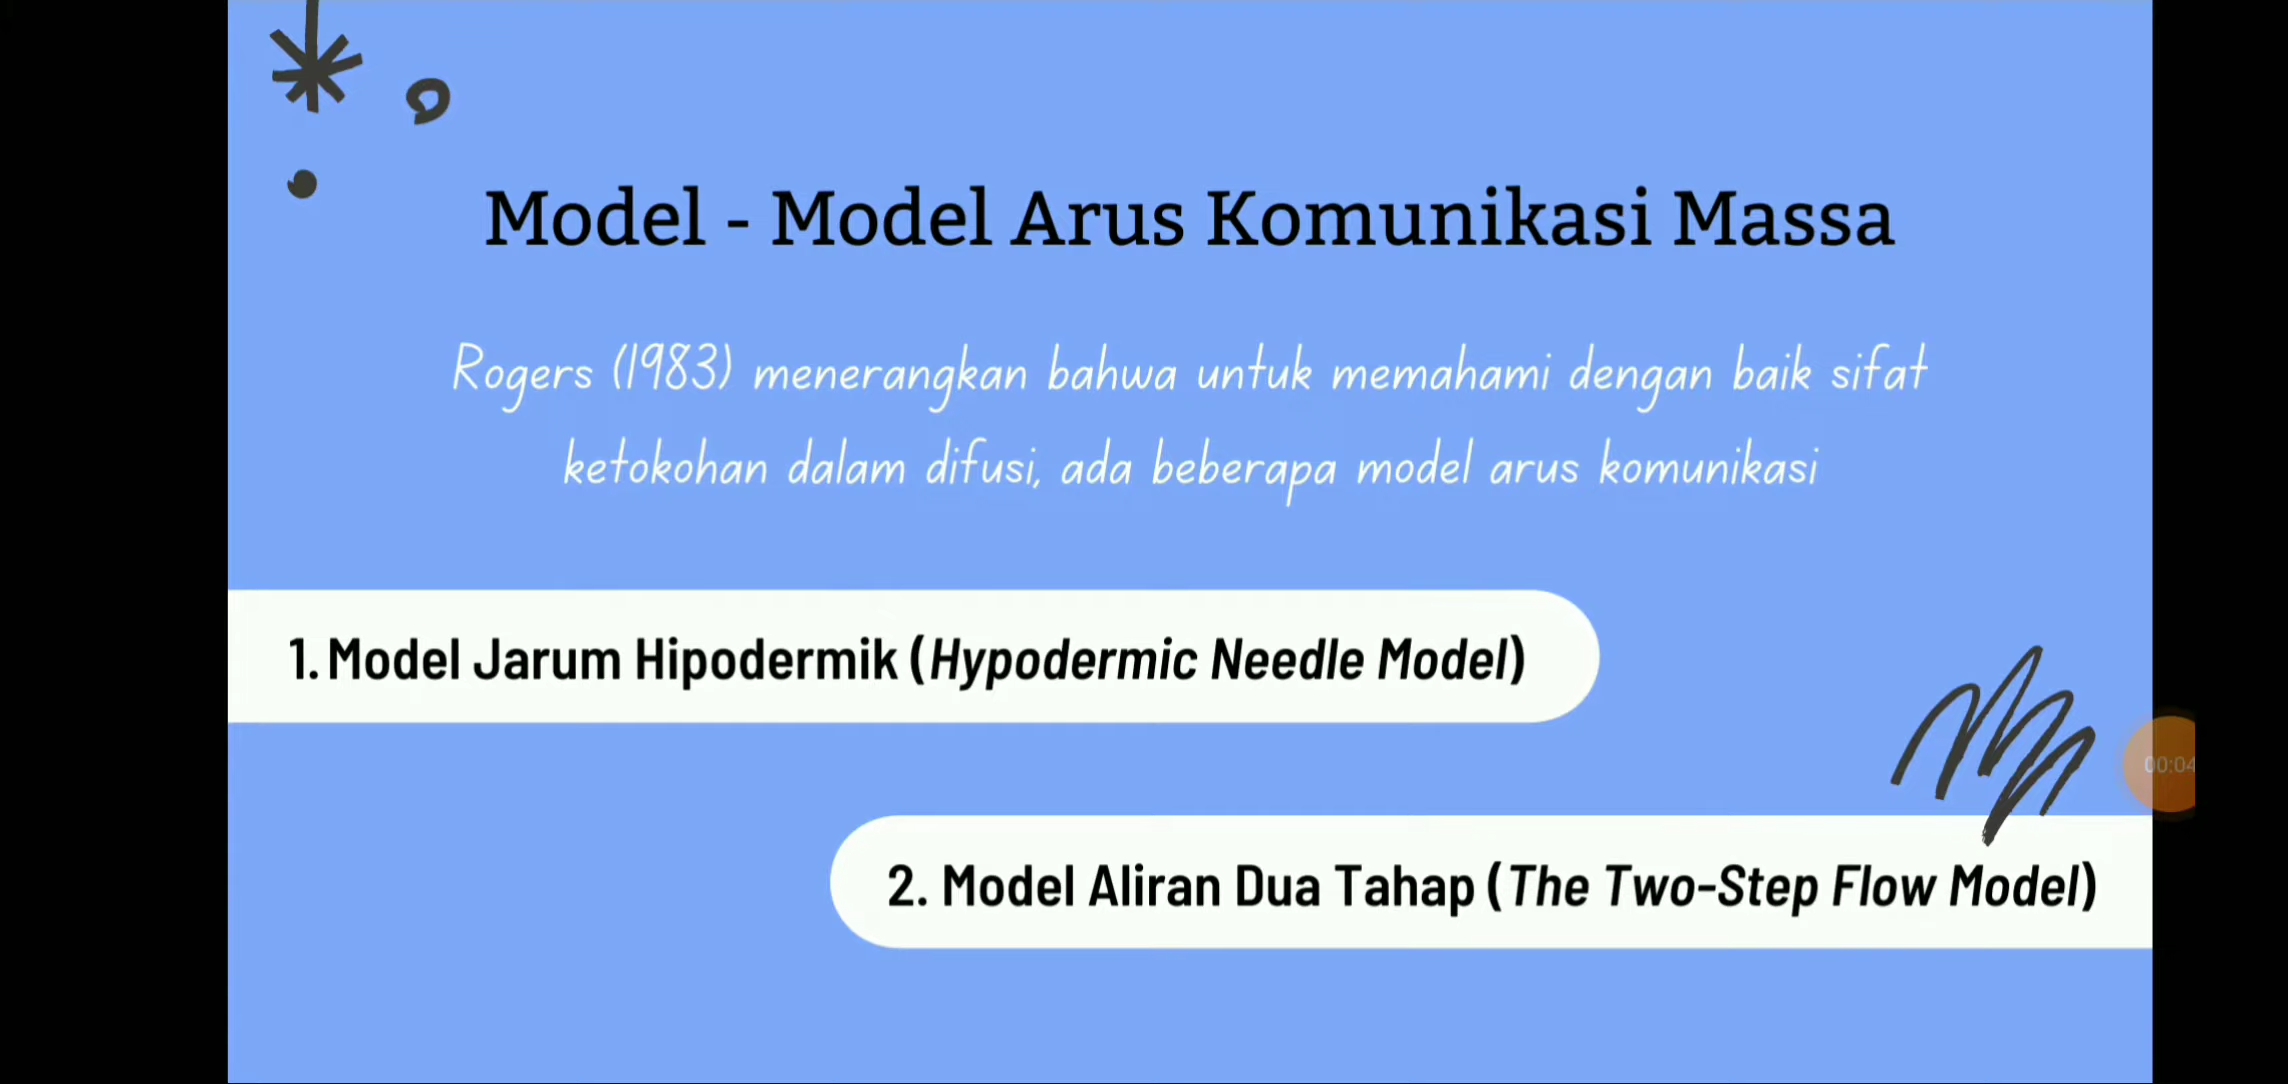 Model - Model Arus Komunikasi Massa
Rogers (1983) menerangkan bahwa untuk memahami dengan baik sifat
ketokohan dalam difusi, ada beberapa model arus komunikasi
1. Model Jarum Hipodermik (Hypodermic Needle Model)
00:04
2. Model Aliran Dua Tahap (The Two-Step Flow Model)